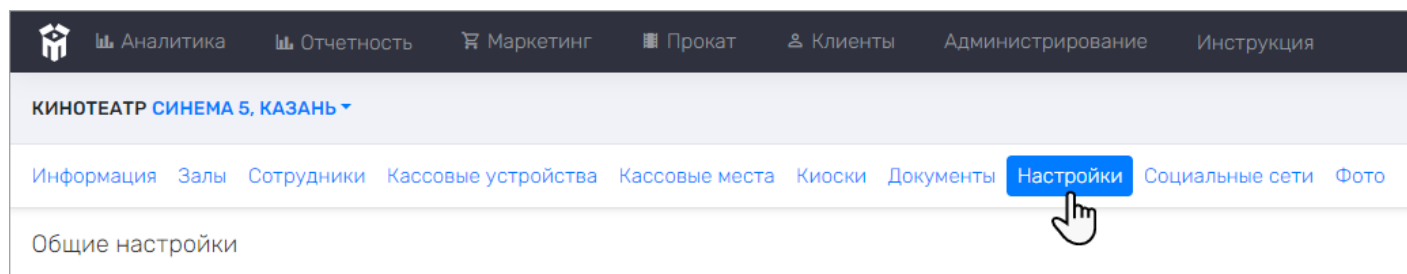 Аналитика Отчетность Маркетинг Прокат Клиенты Администрирование Инструкция
КИНОТЕАТР СИНЕМА 5, КАЗАНЬ
Информация Залы Сотрудники Кассовые устройства Кассовые места Киоски Документы Настройки Социальные сети Фото
Общие настройки